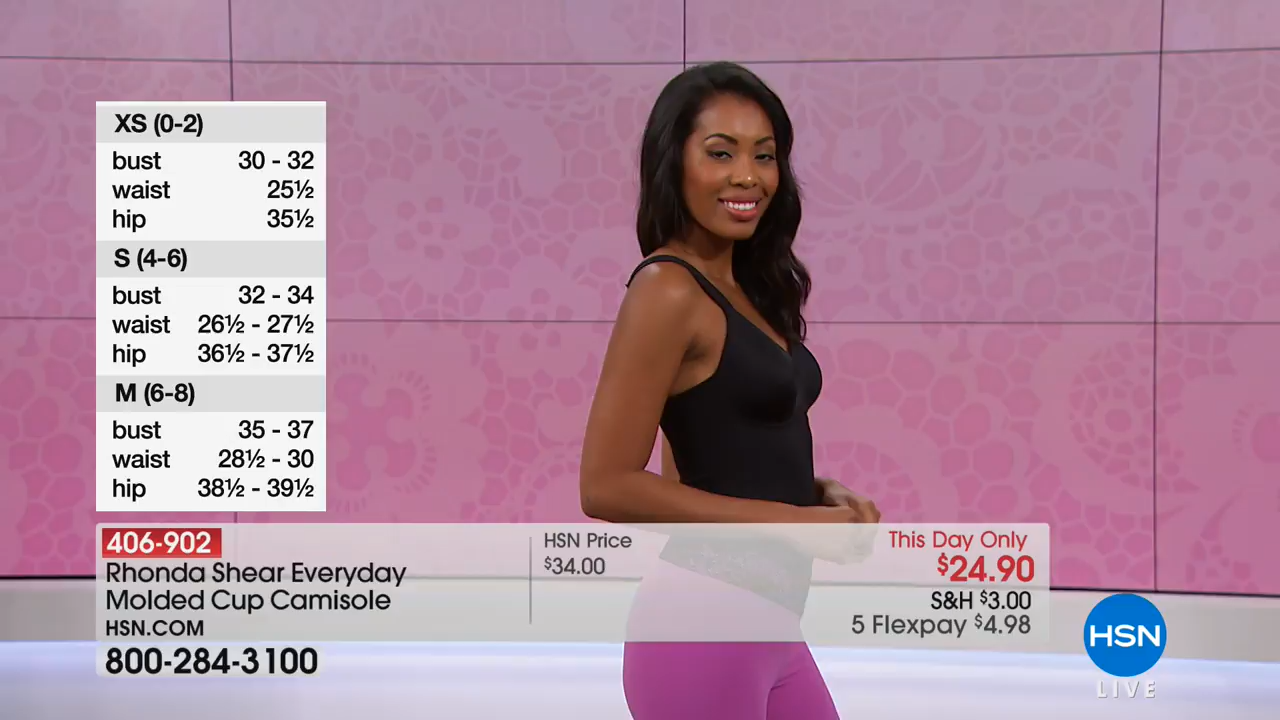 XS (0-2)
bust 30 - 32
waist 25½
hip 35½
S (4-6)
bust 32 - 34
waist 26½ - 27½
hip 36½ - 37½
M (6-8)
bust 35 - 37
waist 28½ - 30
hip 38½ - 39½
406-902
Rhonda Shear Everyday
Molded Cup Camisole
HSN.COM
800-284-3100
HSN Price
$34.00
This Day Only
$24.90
S&H $3.00
5 Flexpay $4.98
HSN
LIVE